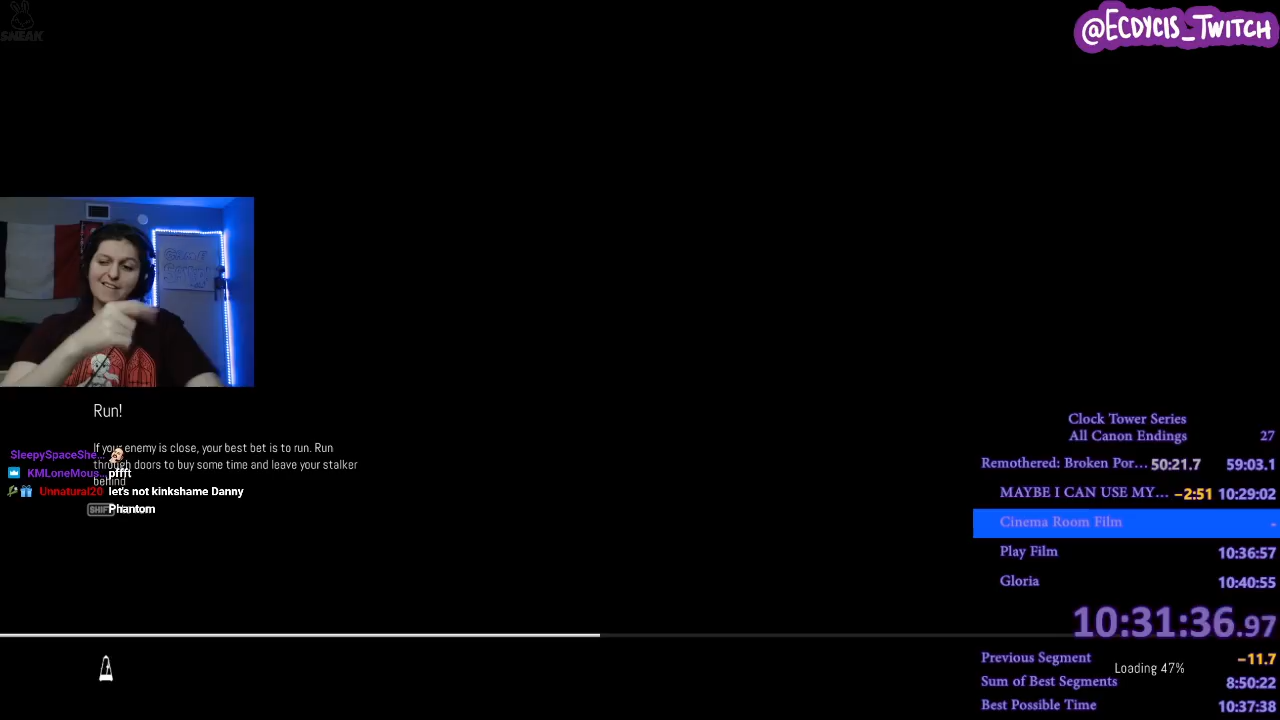 SNEAK
@ECDYCIS_TWITCH
Run!
If your enemy is close, your best bet is to run. Run
through doors to buy some time and leave your stalker
behind
SleepySpaceShe...
KMLoneMous... pffft
Unnatural20 let's not kinkshame Danny
Phantom
SHIFT
Clock Tower Series
All Canon Endings 27
Remothered: Broken Por... 50:21.7 59:03.1
MAYBE I CAN USE MY... −2:51 10:29:02
Cinema Room Film -
Play Film 10:36:57
Gloria 10:40:55
10:31:36.97
Previous Segment −11.7
Loading 47%
Sum of Best Segments 8:50:22
Best Possible Time 10:37:38